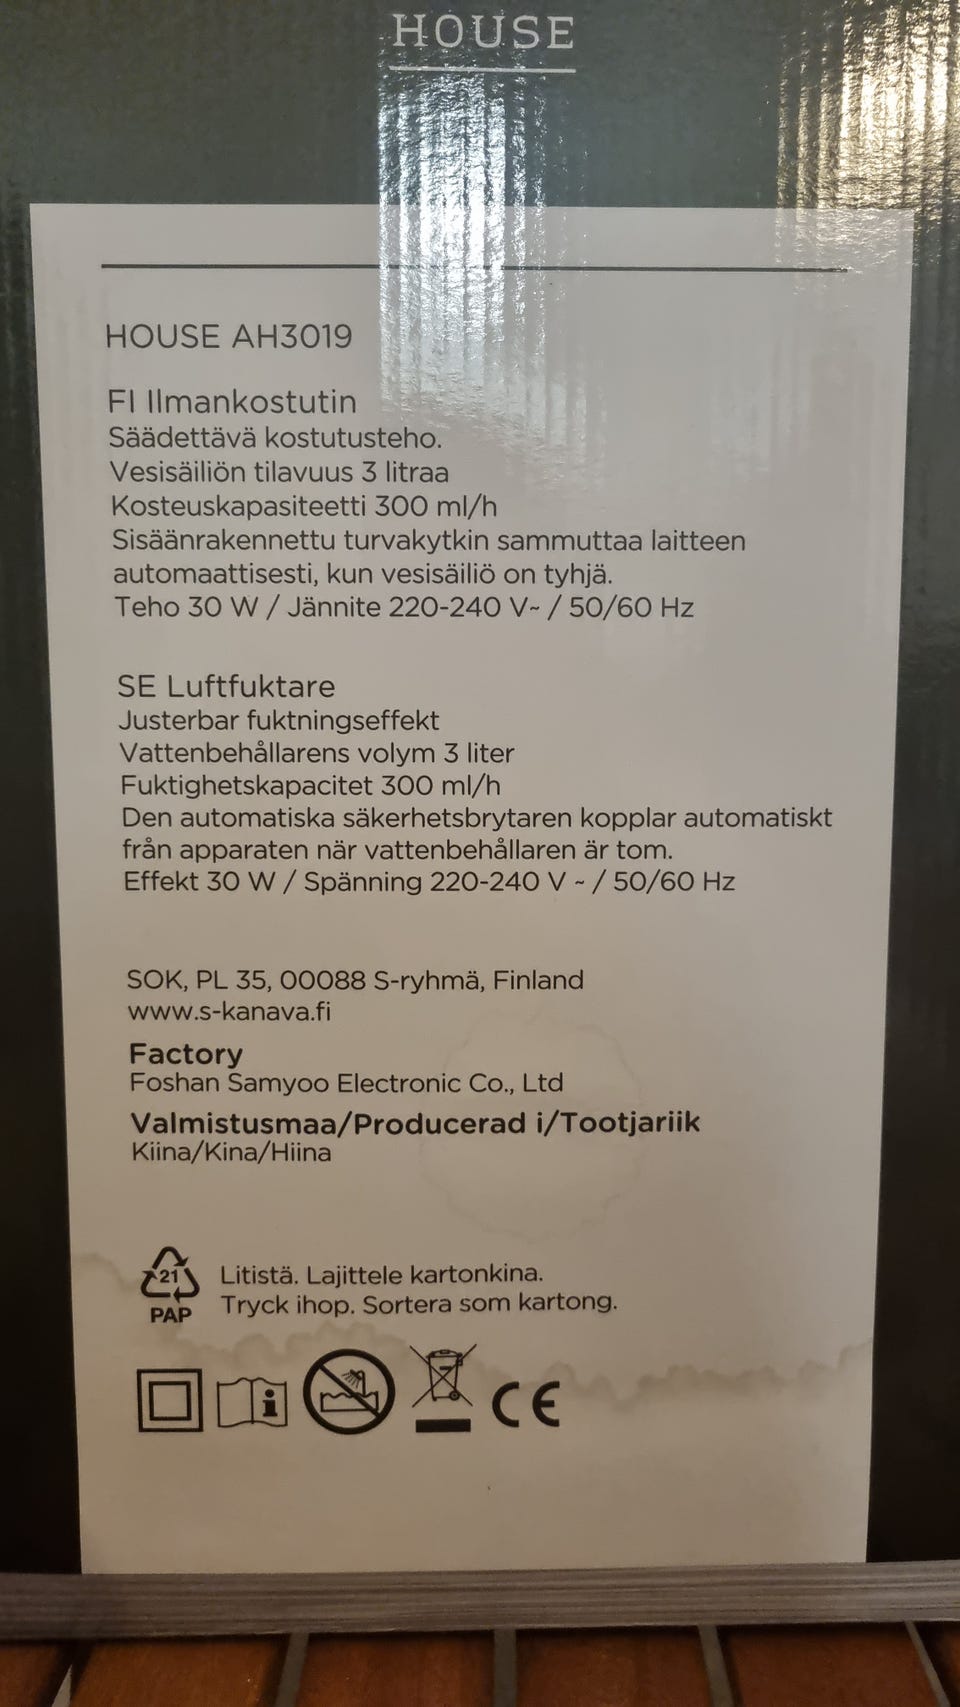 HOUSE
HOUSE AH3019
FI Ilmankostutin
Säädettävä kostutusteho.
Vesisäiliön tilavuus 3 litraa
Kosteuskapasiteetti 300 ml/h
Sisäänrakennettu turvakytkin sammuttaa laitteen
automaattisesti, kun vesisäiliö on tyhjä.
Teho 30 W / Jännite 220-240 V~ / 50/60 Hz
SE Luftfuktare
Justerbar fuktningseffekt
Vattenbehållarens volym 3 liter
Fuktighetskapacitet 300 ml/h
Den automatiska säkerhetsbrytaren kopplar automatiskt
från apparaten när vattenbehållaren är tom.
Effekt 30 W / Spänning 220-240 V ~ / 50/60 Hz
SOK, PL 35, 00088 S-ryhmä, Finland
www.s-kanava.fi
Factory
Foshan Samyoo Electronic Co., Ltd
Valmistusmaa/Producerad i/Tootjariik
Kiina/Kina/Hiina
21
PAP
Litistä. Lajittele kartonkina.
Tryck ihop. Sortera som kartong.
i
CE